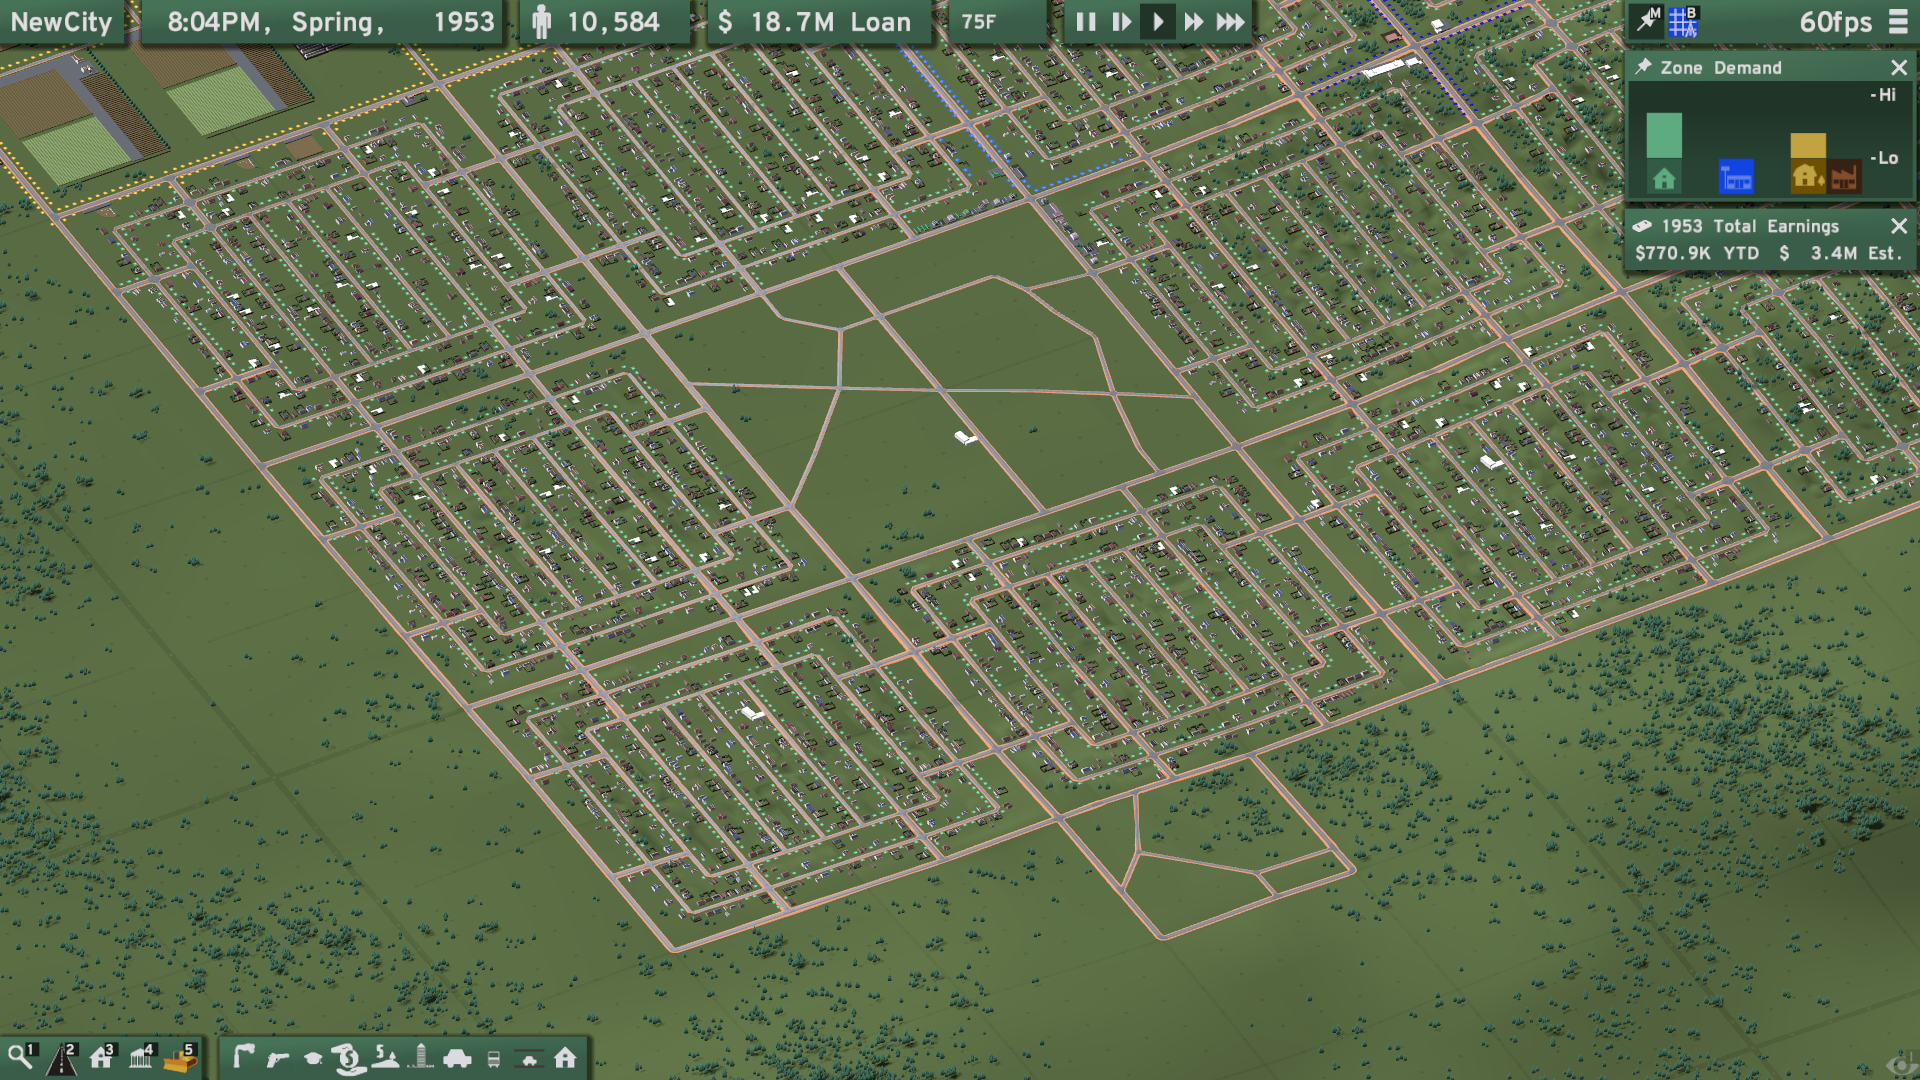 NewCity
8:04PM, Spring, 1953
10,584
$ 18.7M Loan
75F
M
B
60fps
Zone Demand
-Hi
-Lo
1953 Total Earnings
$770.9K YTD $ 3.4M Est.
1 2 3 4 5